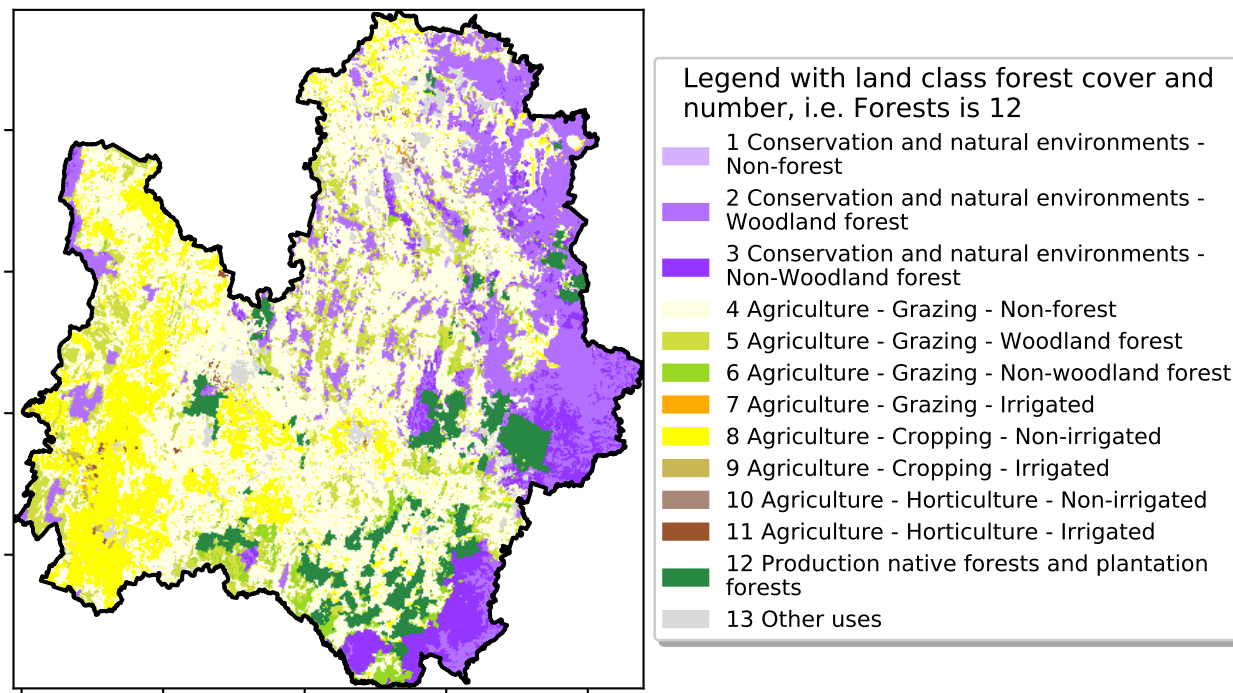 Legend with land class forest cover and
number, i.e. Forests is 12
1 Conservation and natural environments -
Non-forest
2 Conservation and natural environments -
Woodland forest
3 Conservation and natural environments -
Non-Woodland forest
4 Agriculture - Grazing - Non-forest
5 Agriculture - Grazing - Woodland forest
6 Agriculture - Grazing - Non-woodland forest
7 Agriculture - Grazing - Irrigated
8 Agriculture - Cropping - Non-irrigated
9 Agriculture - Cropping - Irrigated
10 Agriculture - Horticulture - Non-irrigated
11 Agriculture - Horticulture - Irrigated
12 Production native forests and plantation
forests
13 Other uses